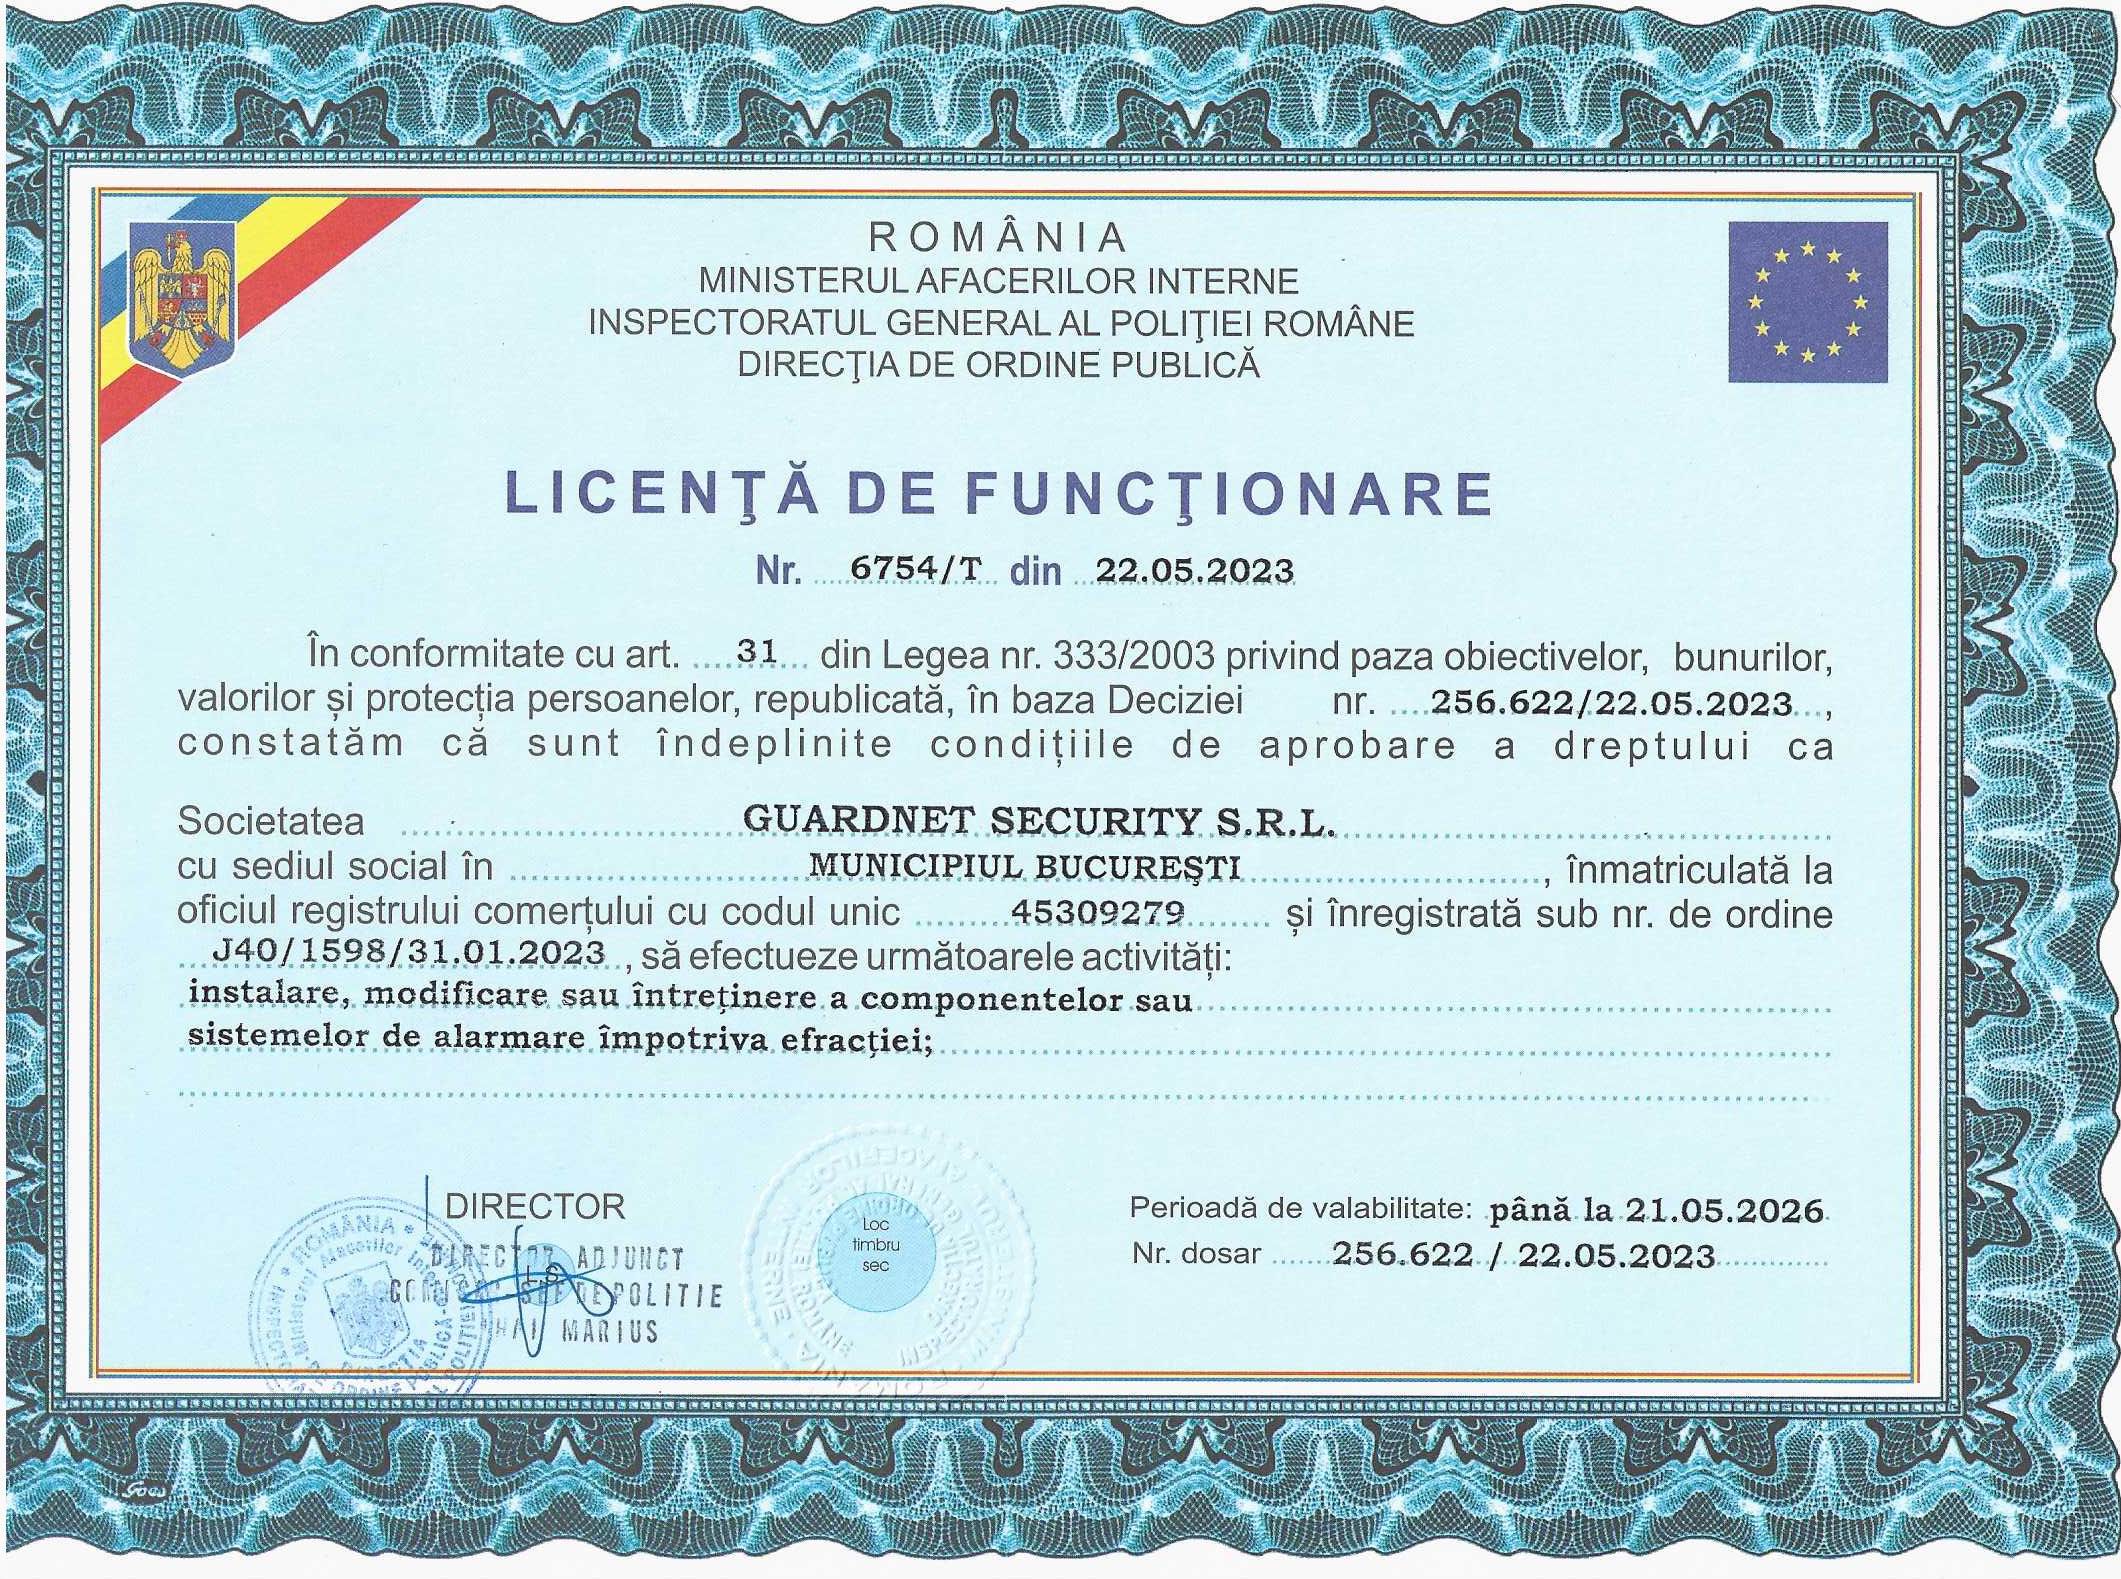 ROMÂNIA
MINISTERUL AFACERILOR INTERNE
INSPECTORATUL GENERAL AL POLIŢIEI ROMÂNE
DIRECŢIA DE ORDINE PUBLICĂ
LICENŢĂ DE FUNCŢIONARE
Nr. 6754/T din 22.05.2023
În conformitate cu art. 31 din Legea nr. 333/2003 privind paza obiectivelor, bunurilor,
valorilor și protecția persoanelor, republicată, în baza Deciziei nr. 256.622/22.05.2023,
constatăm că sunt îndeplinite condițiile de aprobare a dreptului ca
Societatea GUARDNET SECURITY S.R.L.
cu sediul social în MUNICIPIUL BUCUREŞTI, înmatriculată la
oficiul registrului comerțului cu codul unic 45309279 și înregistrată sub nr. de ordine
J40/1598/31.01.2023, să efectueze următoarele activități:
instalare, modificare sau întreținere a componentelor sau
sistemelor de alarmare împotriva efracției;
DIRECTOR
DIRECTOR ADJUNCT
DE POLITIE
MARIUS
L.S.
ROMÂNIA
Loc
timbru
sec
Perioadă de valabilitate: până la 21.05.2026
Nr. dosar 256.622 / 22.05.2023
Goes